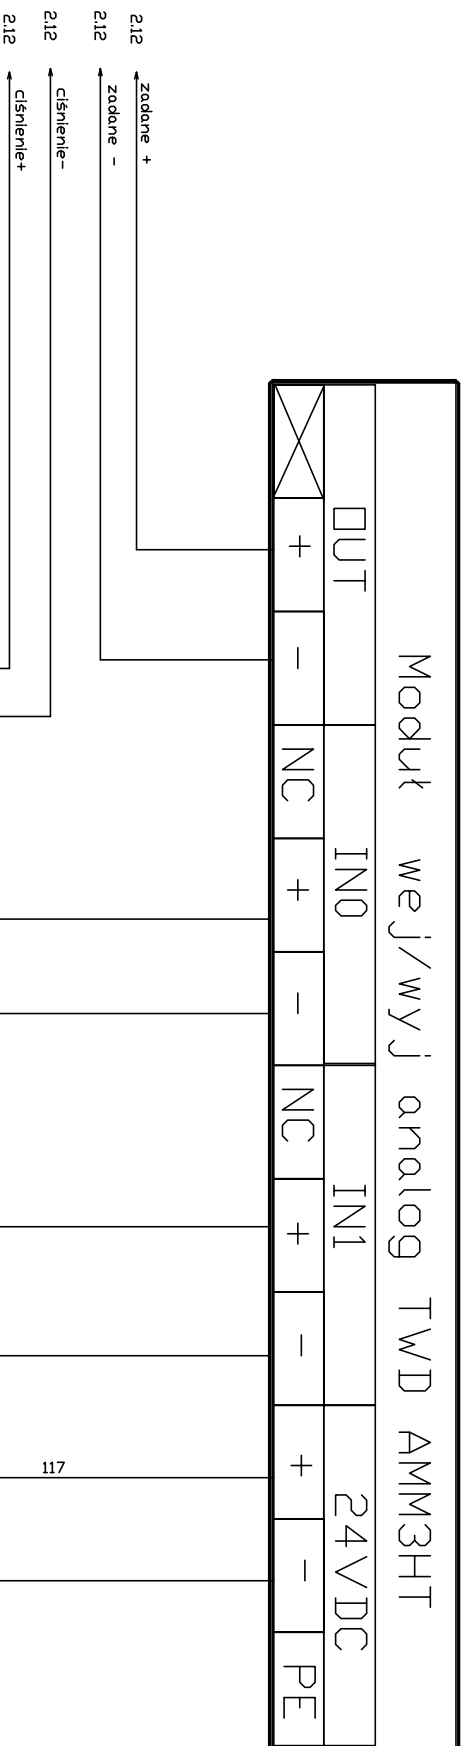 Moduł wej/wyj analog TWD AMM3HT
OUT
IN0
IN1
24VDC
+
-
NC
+
-
NC
+
-
+
-
PE
2.12
zadane +
2.12
zadane -
2.12
ciśnienie-
2.12
ciśnienie+
117